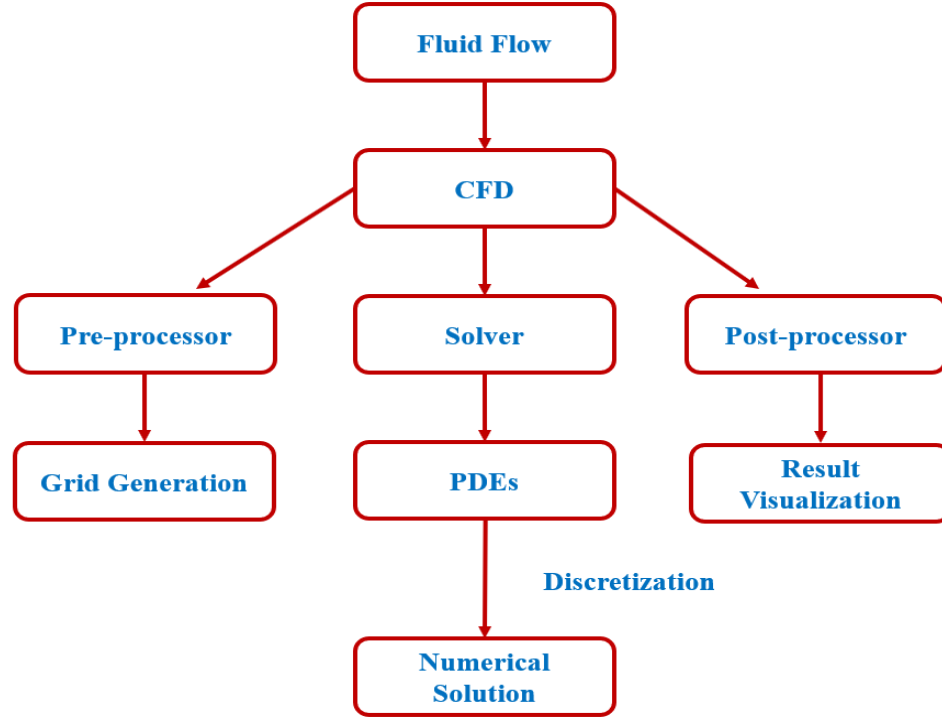 Fluid Flow
CFD
Pre-processor
Solver
Post-processor
Grid Generation
PDEs
Result
Visualization
Discretization
Numerical
Solution